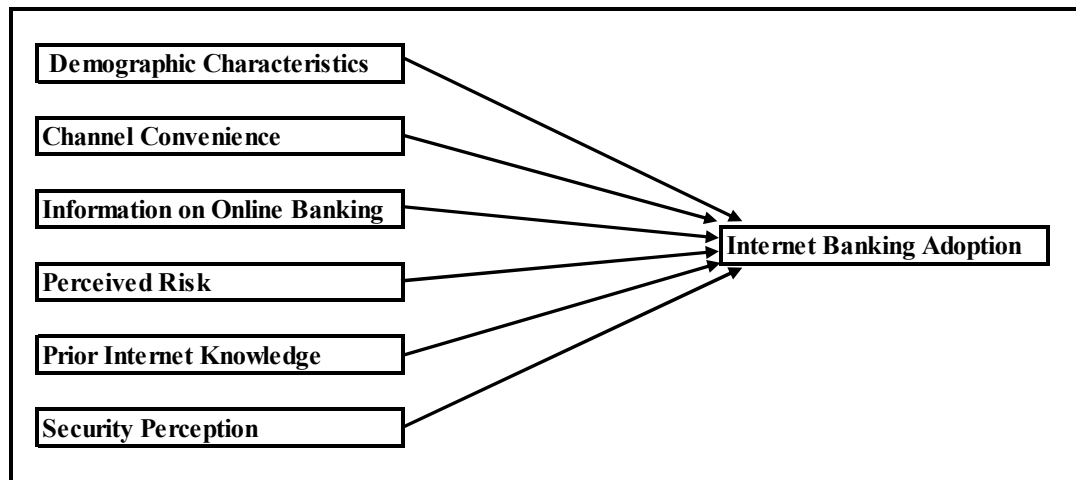 Demographic Characteristics
Channel Convenience
Information on Online Banking
Perceived Risk
Prior Internet Knowledge
Security Perception
Internet Banking Adoption